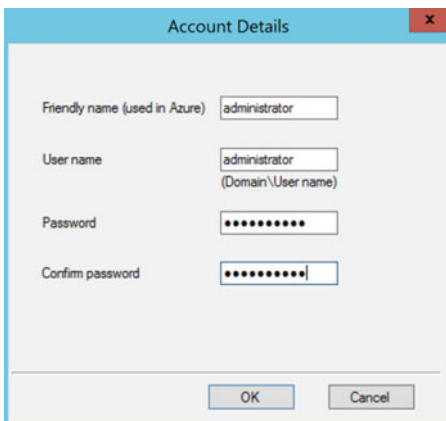 Account Details
x
Friendly name (used in Azure) administrator
User name administrator
(Domain\User name)
Password ••••••••••
Confirm password ••••••••••
OK Cancel